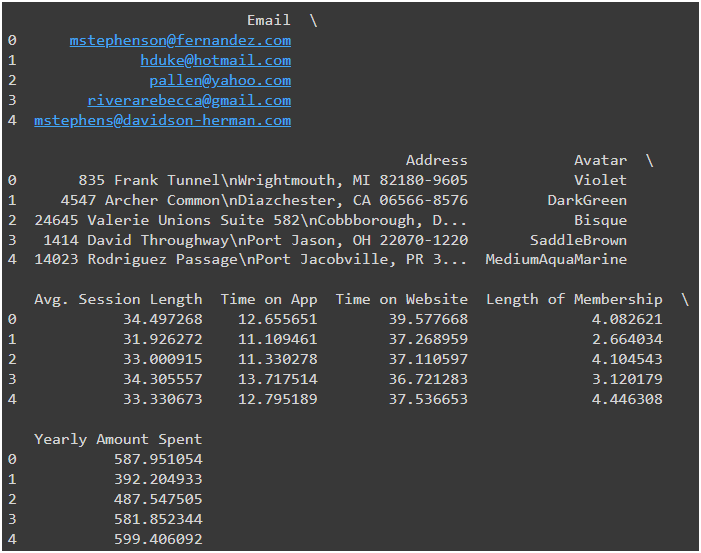 Email \
0 mstephenson@fernandez.com
1 hduke@hotmail.com
2 pallen@yahoo.com
3 riverarebecca@gmail.com
4 mstephens@davidson-herman.com
Address Avatar \
0 835 Frank Tunnel\nWrightmouth, MI 82180-9605 Violet
1 4547 Archer Common\nDiazchester, CA 06566-8576 DarkGreen
2 24645 Valerie Unions Suite 582\nCobbborough, D... Bisque
3 1414 David Throughway\nPort Jason, OH 22070-1220 SaddleBrown
4 14023 Rodriguez Passage\nPort Jacobville, PR 3... MediumAquaMarine
Avg. Session Length Time on App Time on Website Length of Membership \
0 34.497268 12.655651 39.577668 4.082621
1 31.926272 11.109461 37.268959 2.664034
2 33.000915 11.330278 37.110597 4.104543
3 34.305557 13.717514 36.721283 3.120179
4 33.330673 12.795189 37.536653 4.446308
Yearly Amount Spent
0 587.951054
1 392.204933
2 487.547505
3 581.852344
4 599.406092